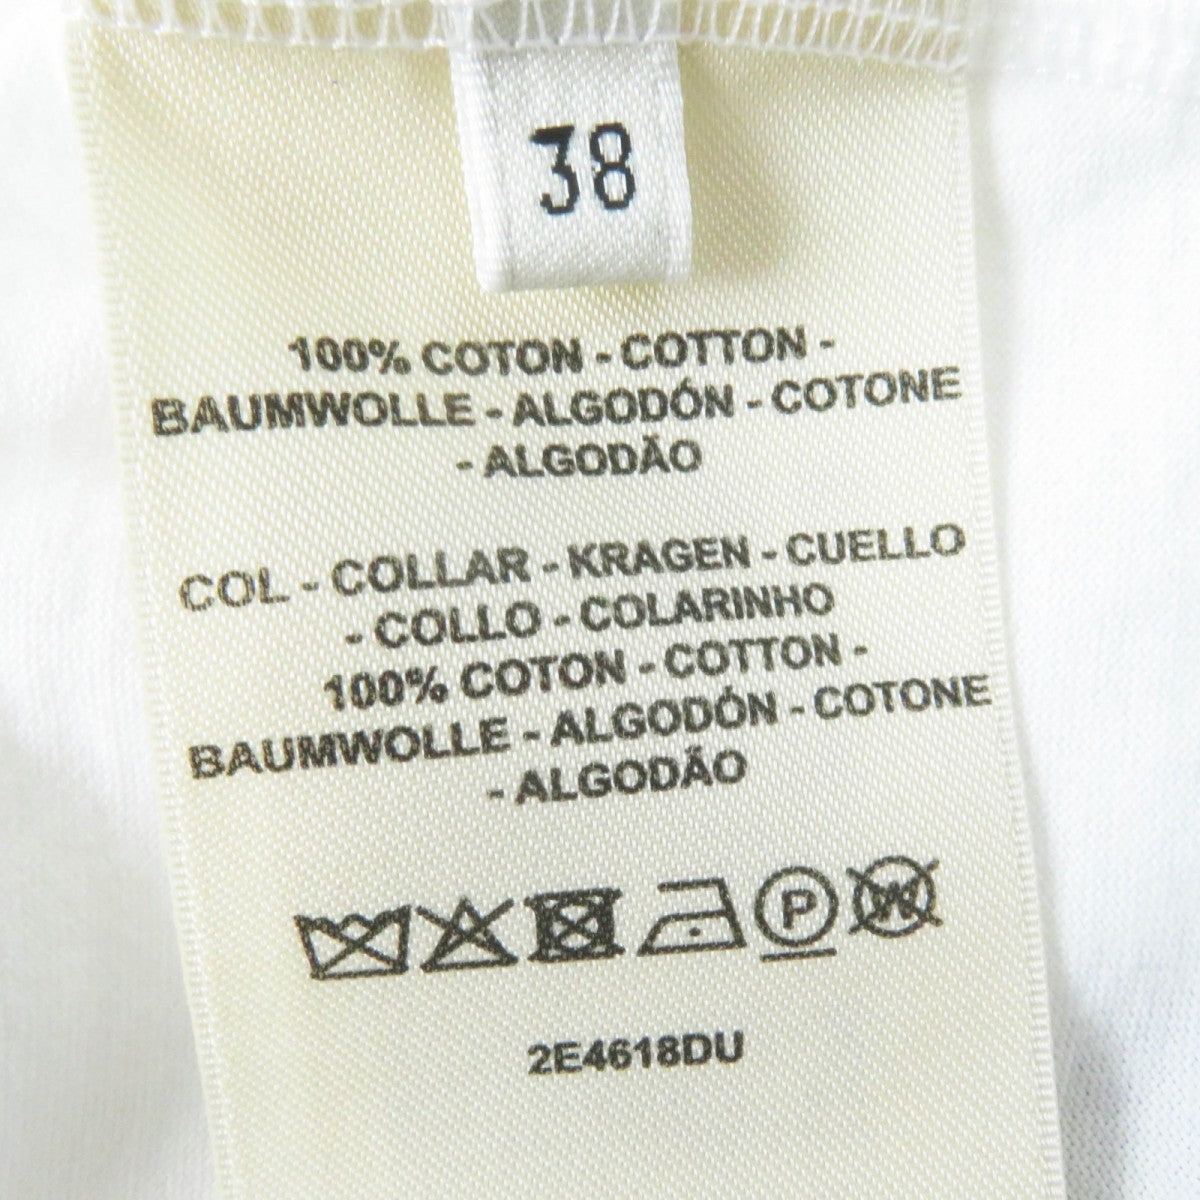 38
100% COTON - COTTON -
BAUMWOLLE - ALGODÓN - COTONE
- ALGODÃO
COL - COLLAR - KRAGEN - CUELLO
- COLLO - COLARINHO
100% COTON - COTTON -
BAUMWOLLE - ALGODÓN - COTONE
- ALGODÃO
P W
2E4618DU